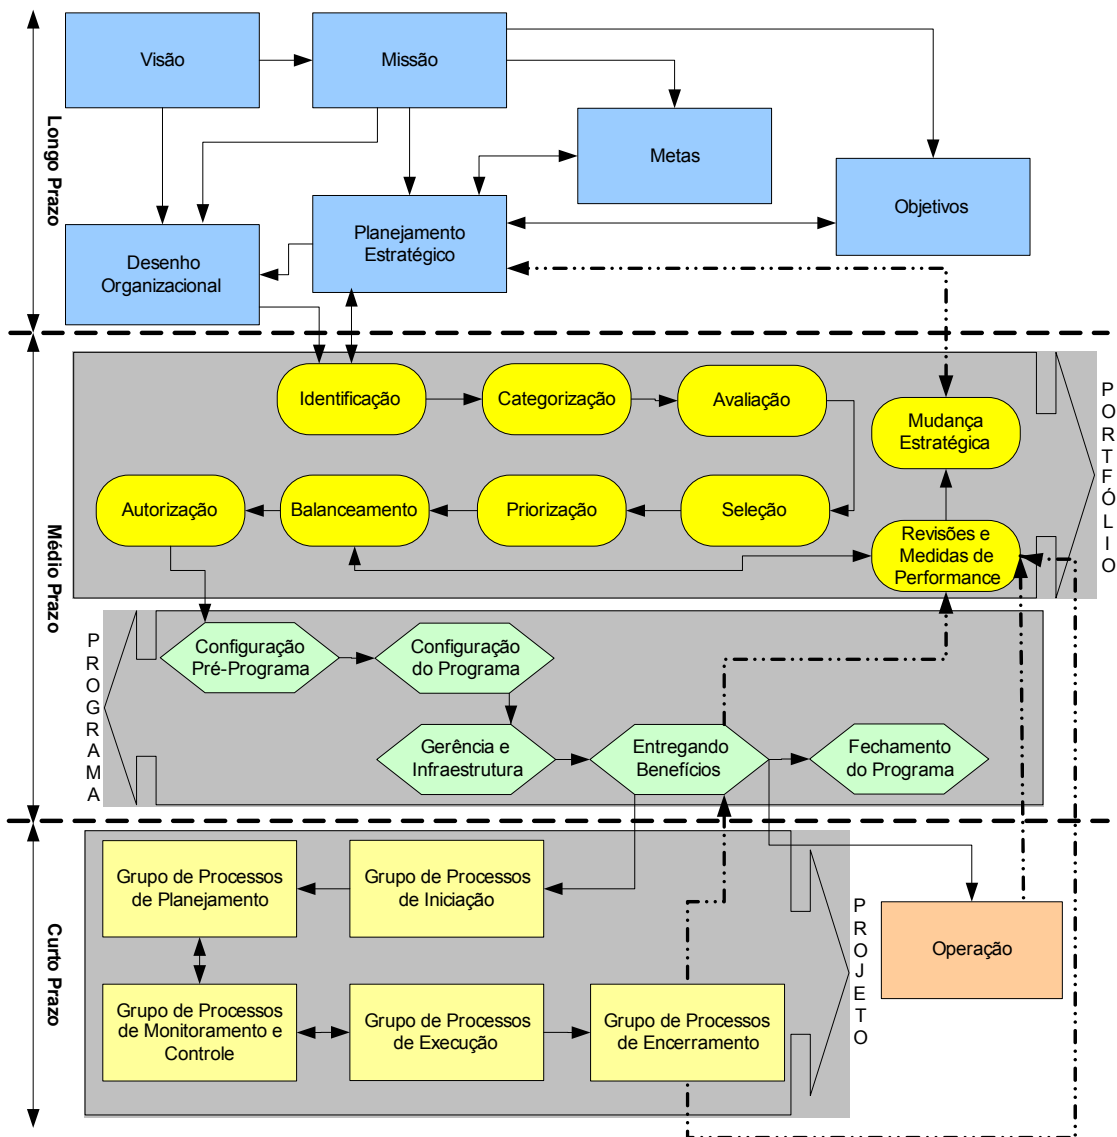 Longo Prazo
Visão
Missão
Metas
Objetivos
Planejamento
Estratégico
Desenho
Organizacional
Médio Prazo
PORTFÓLIO
Identificação
Categorização
Avaliação
Mudança
Estratégica
Autorização
Balanceamento
Priorização
Seleção
Revisões e
Medidas de
Performance
PROGRAMA
Configuração
Pré-Programa
Configuração
do Programa
Gerência e
Infraestrutura
Entregando
Benefícios
Fechamento
do Programa
Curto Prazo
PROJETO
Grupo de Processos
de Planejamento
Grupo de Processos
de Iniciação
Operação
Grupo de Processos
de Monitoramento e
Controle
Grupo de Processos
de Execução
Grupo de Processos
de Encerramento